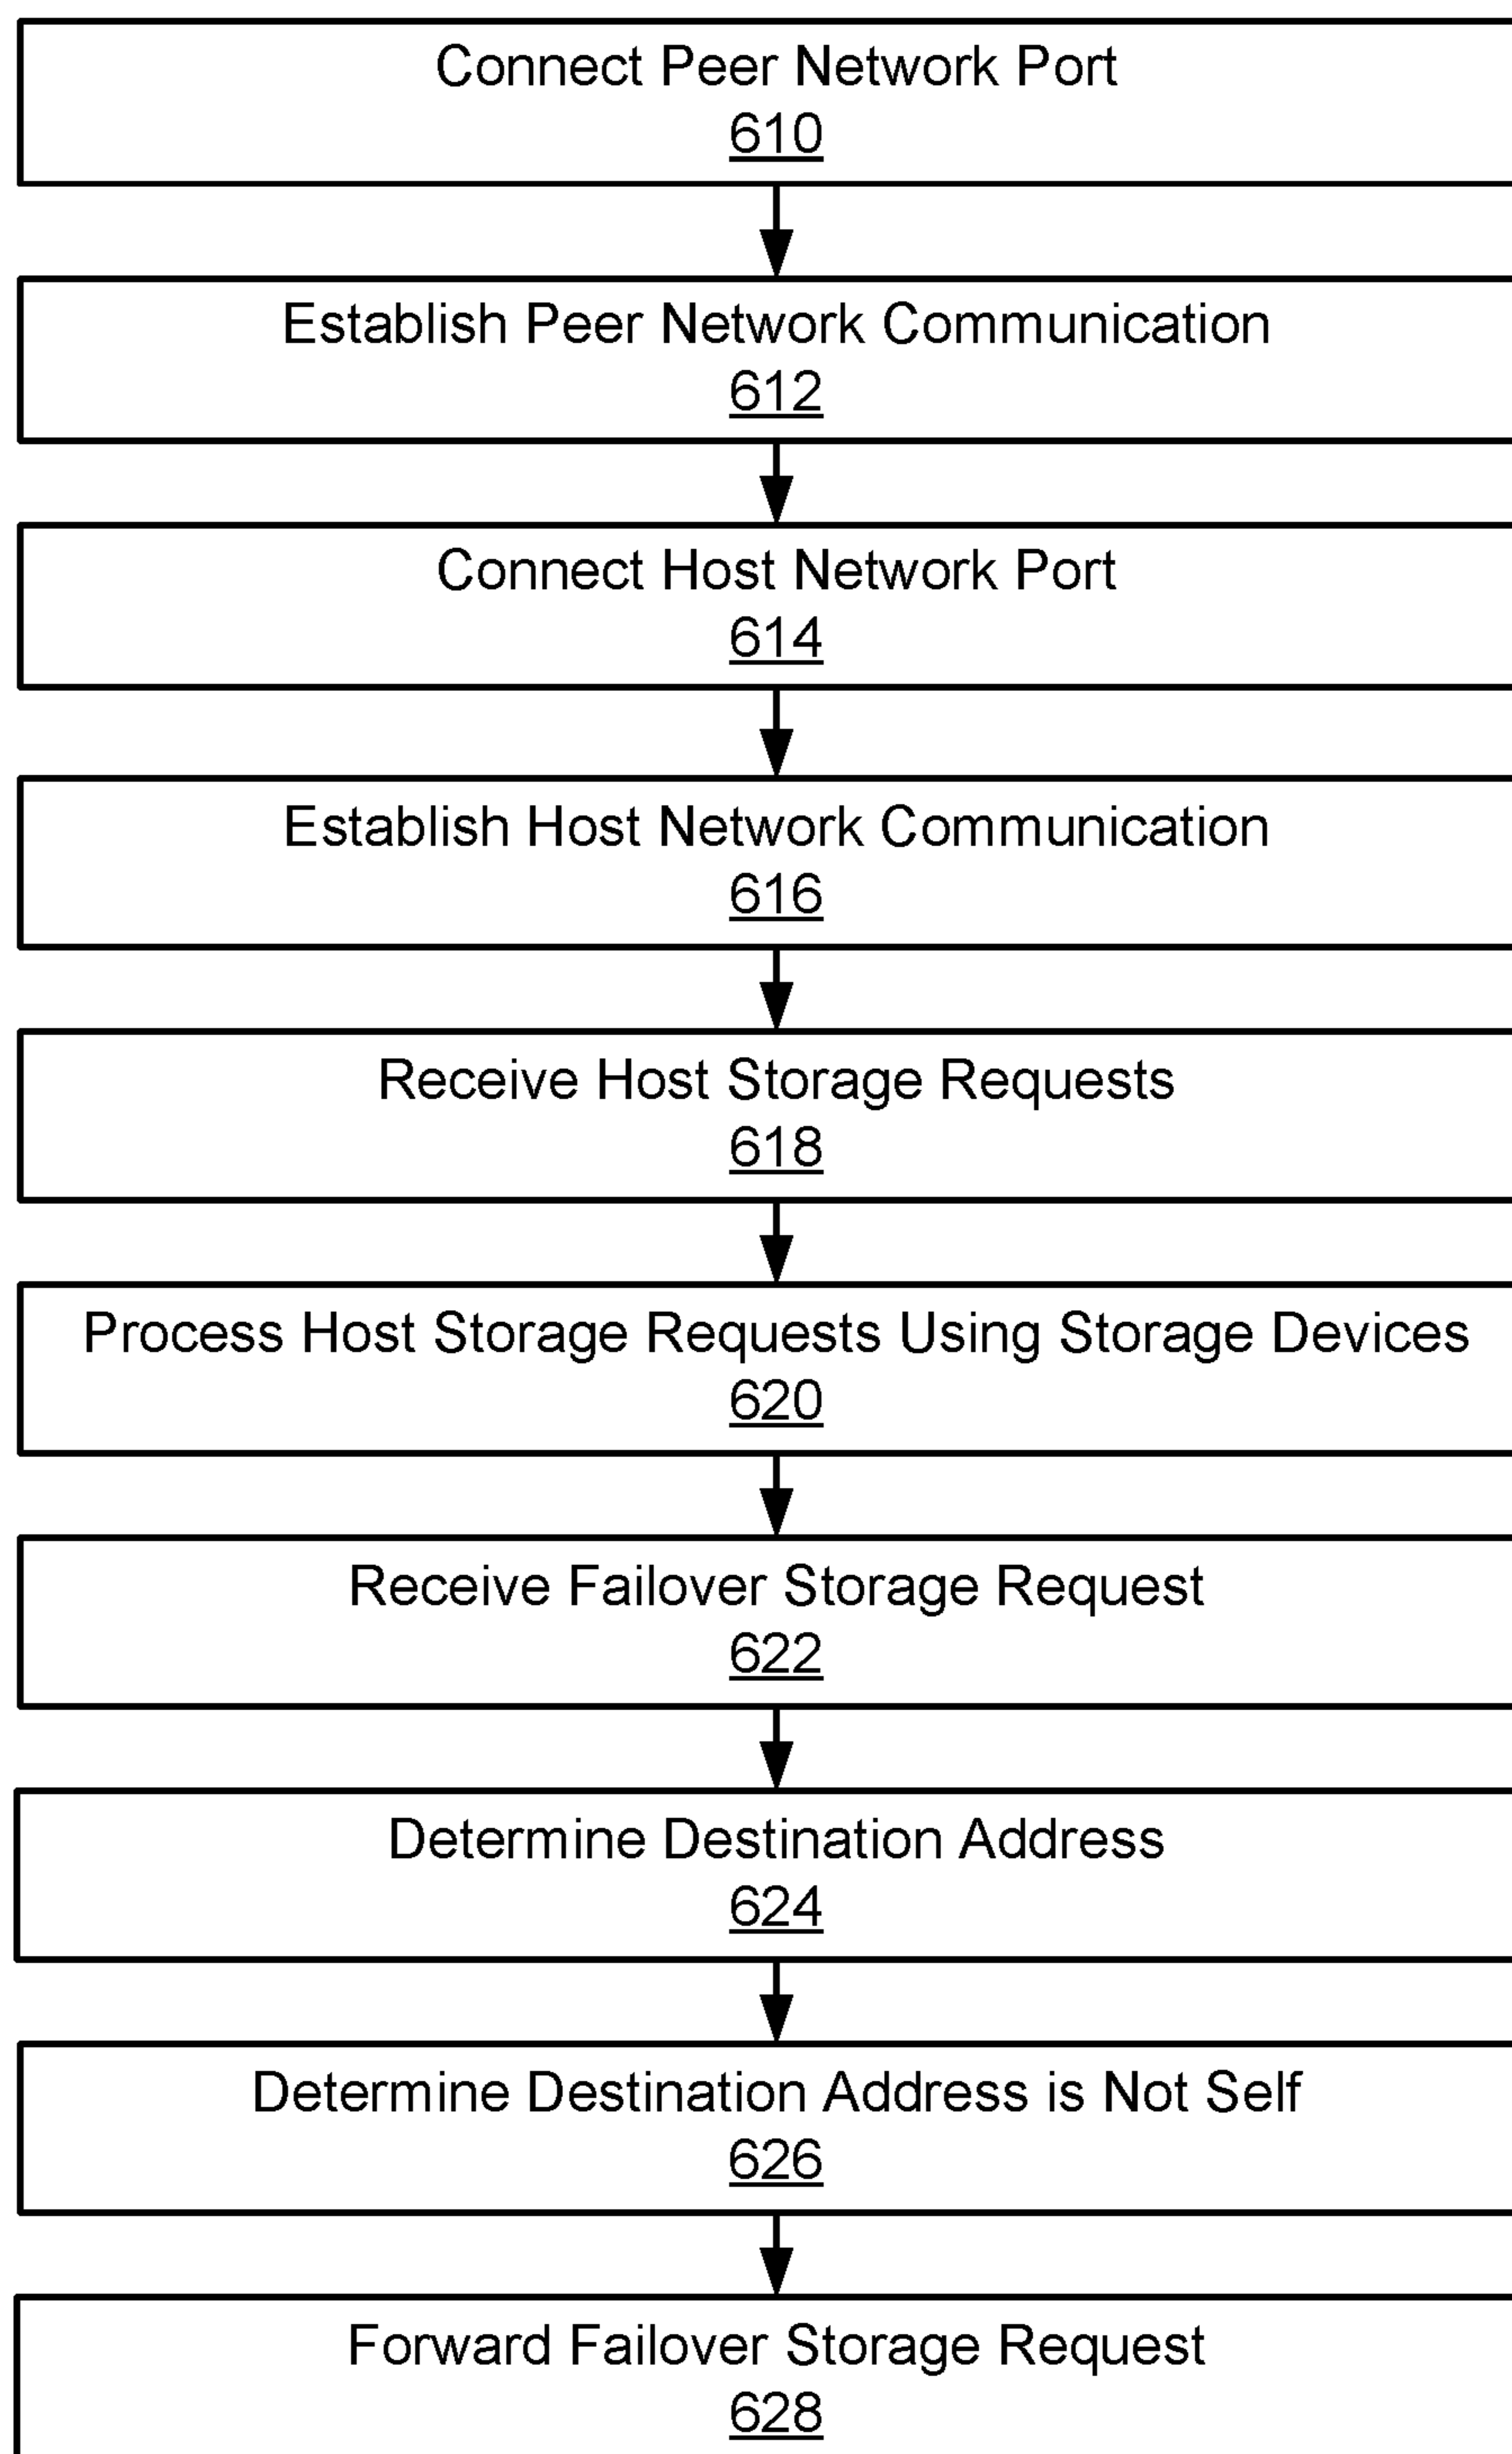 Connect Peer Network Port
610
Establish Peer Network Communication
612
Connect Host Network Port
614
Establish Host Network Communication
616
Receive Host Storage Requests
618
Process Host Storage Requests Using Storage Devices
620
Receive Failover Storage Request
622
Determine Destination Address
624
Determine Destination Address is Not Self
626
Forward Failover Storage Request
628